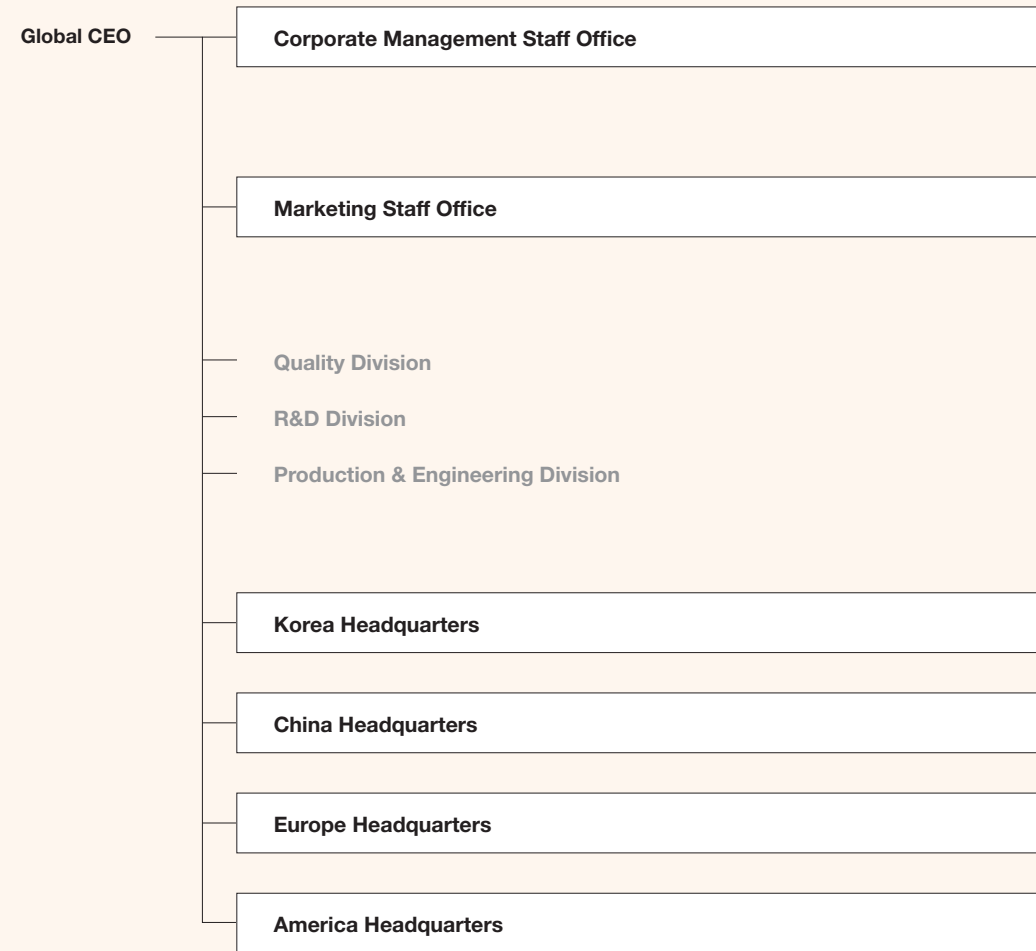 Global CEO
Corporate Management Staff Office
Marketing Staff Office
Quality Division
R&D Division
Production & Engineering Division
Korea Headquarters
China Headquarters
Europe Headquarters
America Headquarters